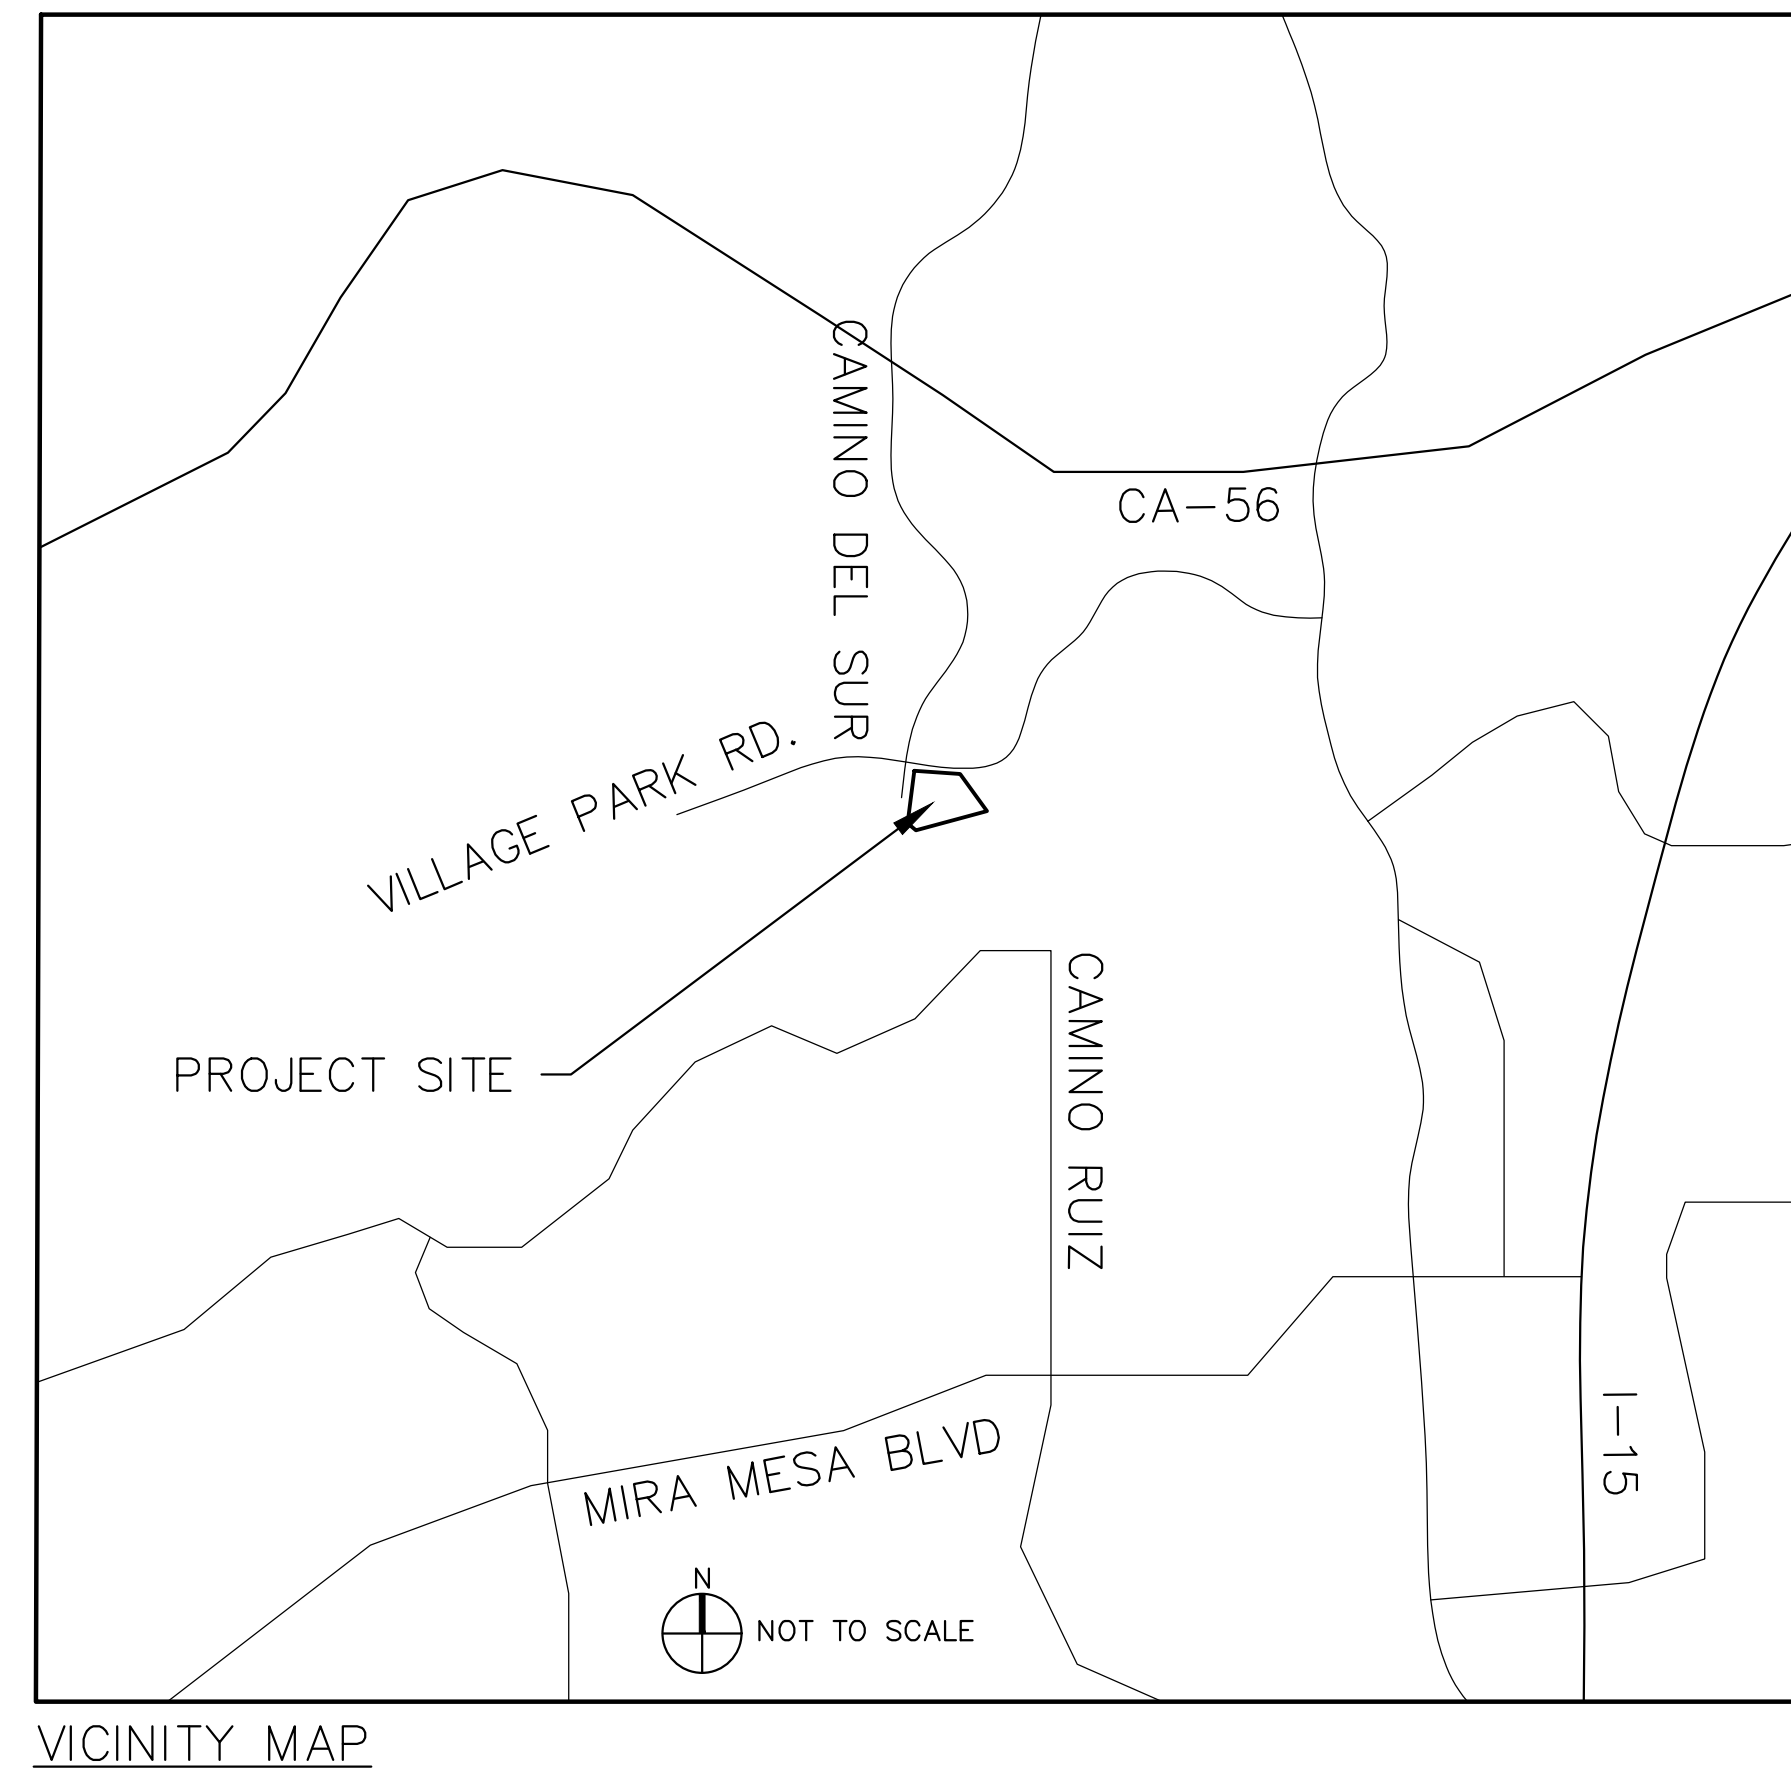 CAMINO DEL SUR
CA-56
VILLAGE PARK RD.
CAMINO RUIZ
PROJECT SITE
I-15
MIRA MESA BLVD
N
NOT TO SCALE
VICINITY MAP